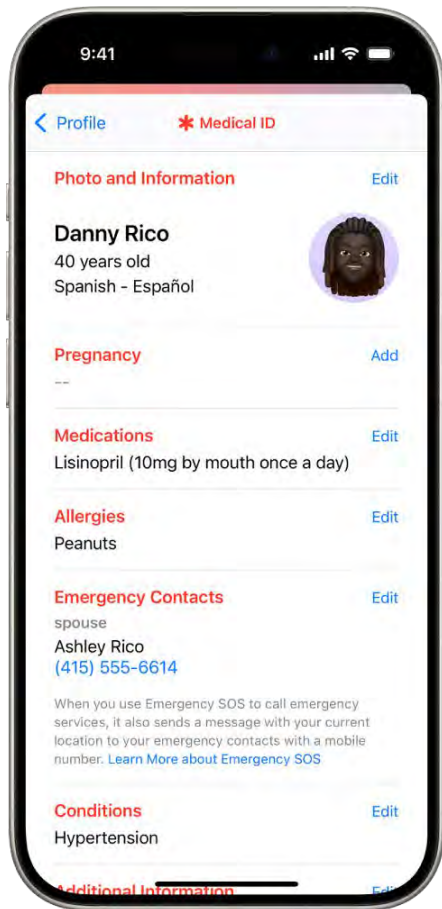 9:41
Profile
Medical ID
Photo and Information Edit
Danny Rico
40 years old
Spanish - Español
Pregnancy Add
--
Medications Edit
Lisinopril (10mg by mouth once a day)
Allergies Edit
Peanuts
Emergency Contacts Edit
spouse
Ashley Rico
(415) 555-6614
When you use Emergency SOS to call emergency
services, it also sends a message with your current
location to your emergency contacts with a mobile
number. Learn More about Emergency SOS
Conditions Edit
Hypertension
Additional Information Edit